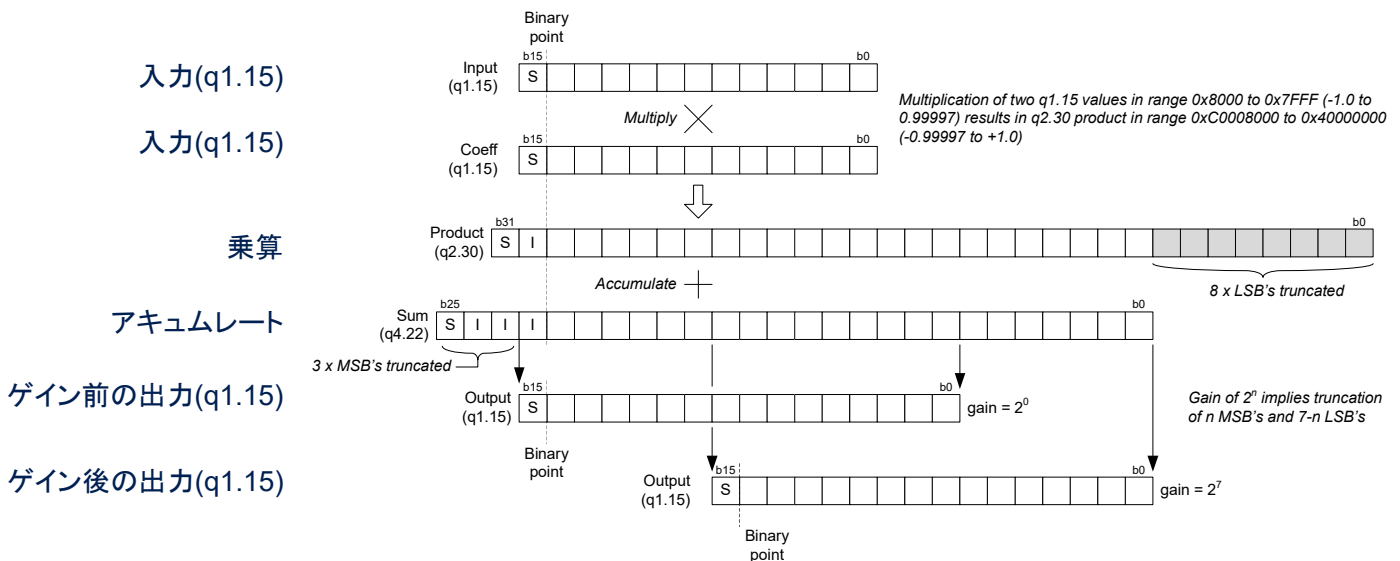 Binary
point
入力(q1.15)
Input
(q1.15)
b15
b0
S
Multiply
Multiplication of two q1.15 values in range 0x8000 to 0x7FFF (-1.0 to
0.99997) results in q2.30 product in range 0xC0008000 to 0x40000000
(-0.99997 to +1.0)
入力(q1.15)
Coeff
(q1.15)
b15
b0
S
乗算
Product
(q2.30)
b31
b0
S I
Accumulate
8 x LSB's truncated
アキュムレート
Sum
(q4.22)
b25
b0
S I I I
3 x MSB's truncated
ゲイン前の出力(q1.15)
Output
(q1.15)
b15
b0
S
gain = 2^0
Gain of 2^n implies truncation
of n MSB's and 7-n LSB's
Binary
point
ゲイン後の出力(q1.15)
Output
(q1.15)
b15
b0
S
gain = 2^7
Binary
point